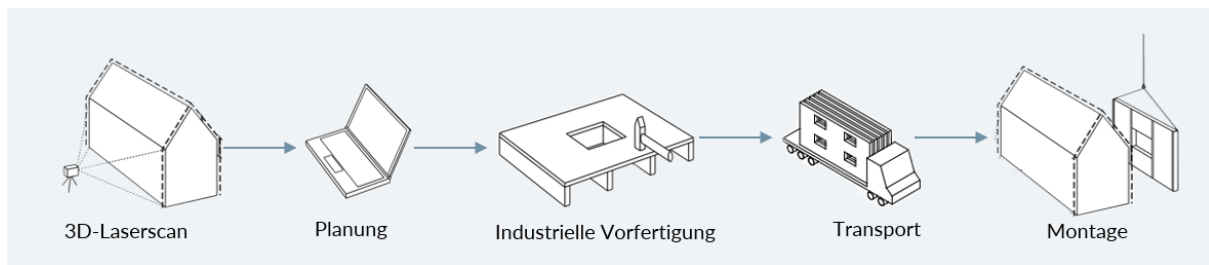 3D-Laserscan
Planung
Industrielle Vorfertigung
Transport
Montage